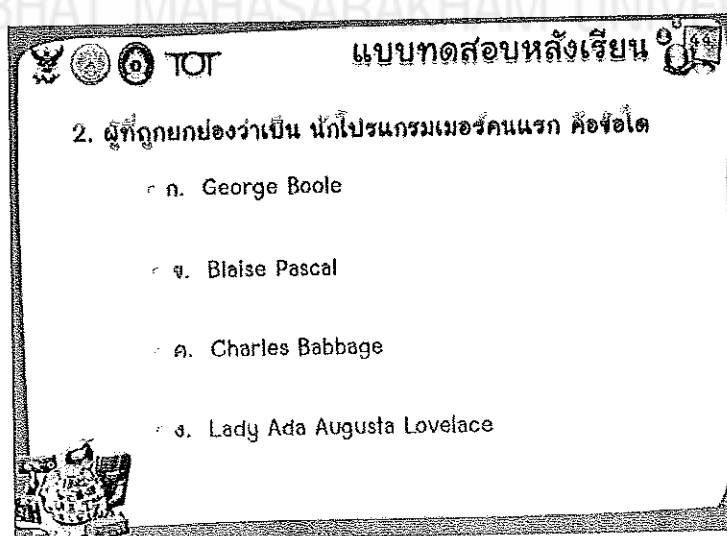 TOT
แบบทดสอบหลังเรียน
2. ผู้ที่ถูกยกย่องว่าเป็น นักโปรแกรมเมอร์คนแรก คือข้อใด
ก. George Boole
ข. Blaise Pascal
ค. Charles Babbage
ง. Lady Ada Augusta Lovelace